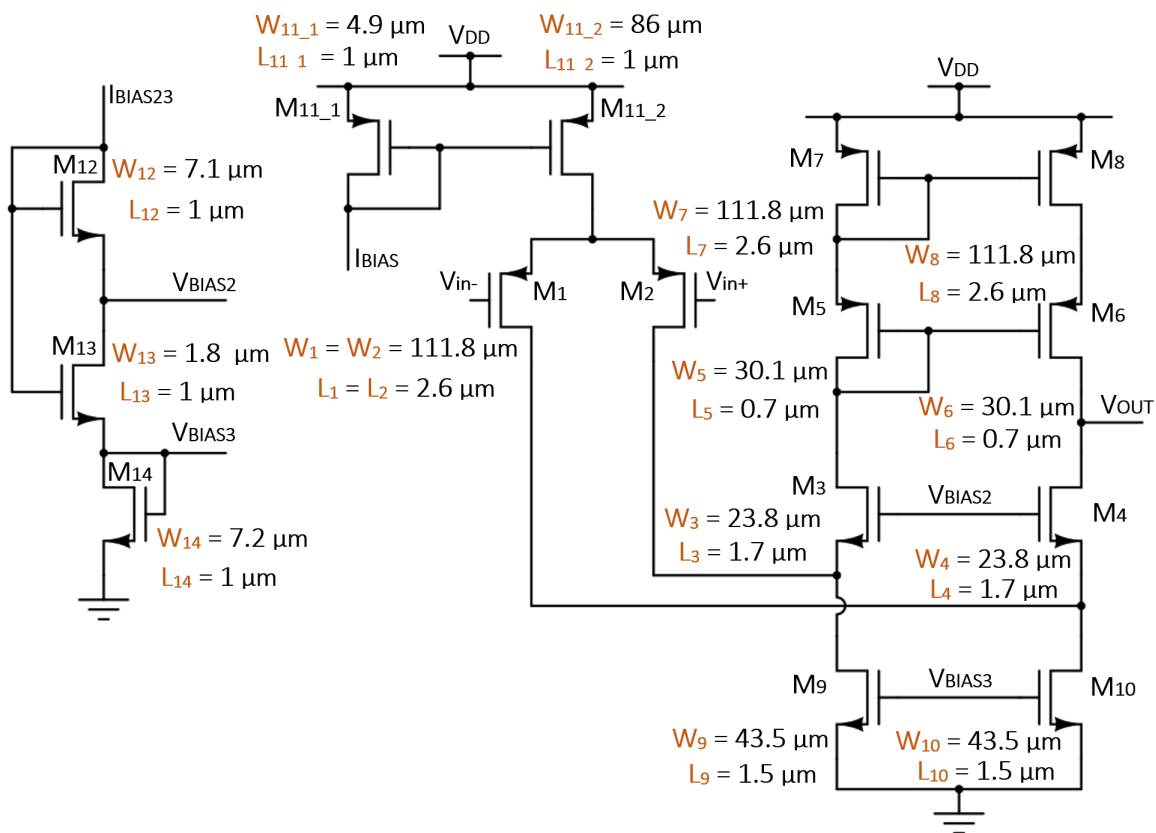 W11_1 = 4.9 μm
L11_1 = 1 μm
VDD
W11_2 = 86 μm
L11_2 = 1 μm
VDD
IBIAS23
M11_1
M11_2
M12
W12 = 7.1 μm
L12 = 1 μm
M7
M8
W7 = 111.8 μm
L7 = 2.6 μm
IBIAS
W8 = 111.8 μm
L8 = 2.6 μm
VBIAS2
Vin-
M1
M2
Vin+
M5
M6
M13
W13 = 1.8 μm
L13 = 1 μm
W1 = W2 = 111.8 μm
L1 = L2 = 2.6 μm
W5 = 30.1 μm
L5 = 0.7 μm
W6 = 30.1 μm
L6 = 0.7 μm
VOUT
VBIAS3
M14
W14 = 7.2 μm
L14 = 1 μm
M3
VBIAS2
M4
W3 = 23.8 μm
L3 = 1.7 μm
W4 = 23.8 μm
L4 = 1.7 μm
M9
VBIAS3
M10
W9 = 43.5 μm
L9 = 1.5 μm
W10 = 43.5 μm
L10 = 1.5 μm